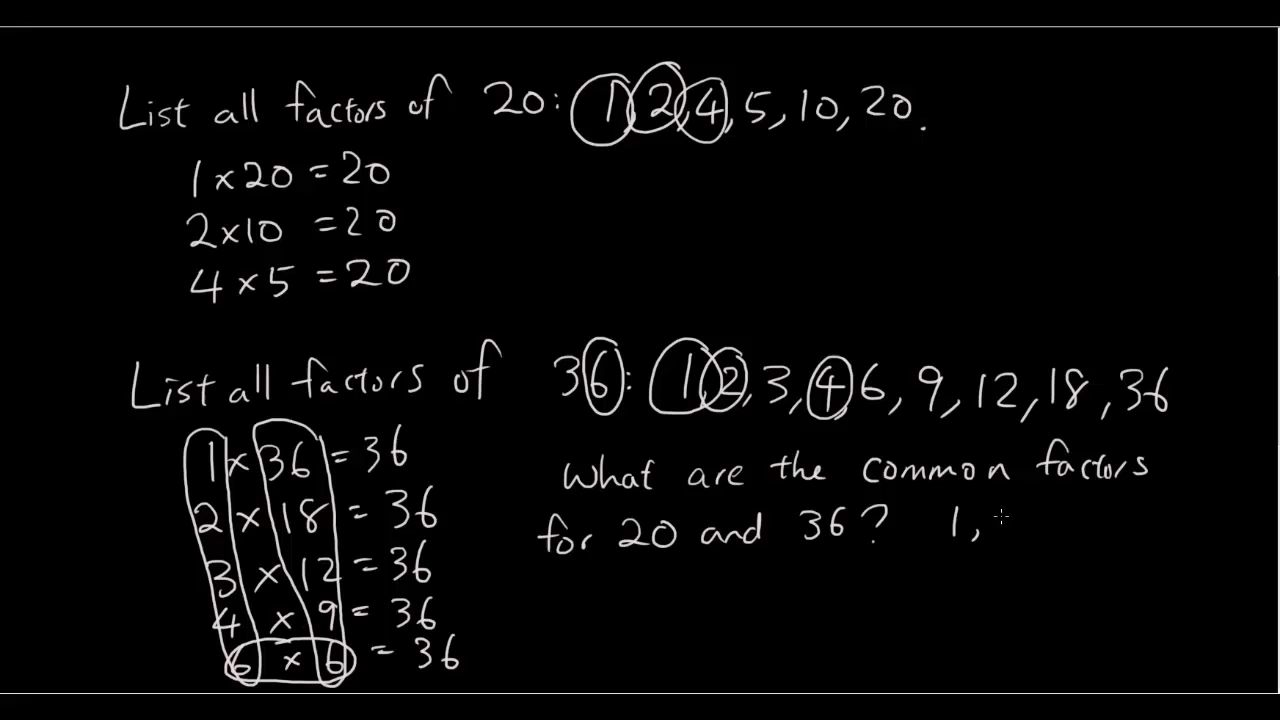 List all factors of 20: 1, 2, 4, 5, 10, 20.
1 x 20 = 20
2 x 10 = 20
4 x 5 = 20
List all factors of 36: 1, 2, 3, 4, 6, 9, 12, 18, 36
1 x 36 = 36
2 x 18 = 36
3 x 12 = 36
4 x 9 = 36
6 x 6 = 36
What are the common factors
for 20 and 36? 1,